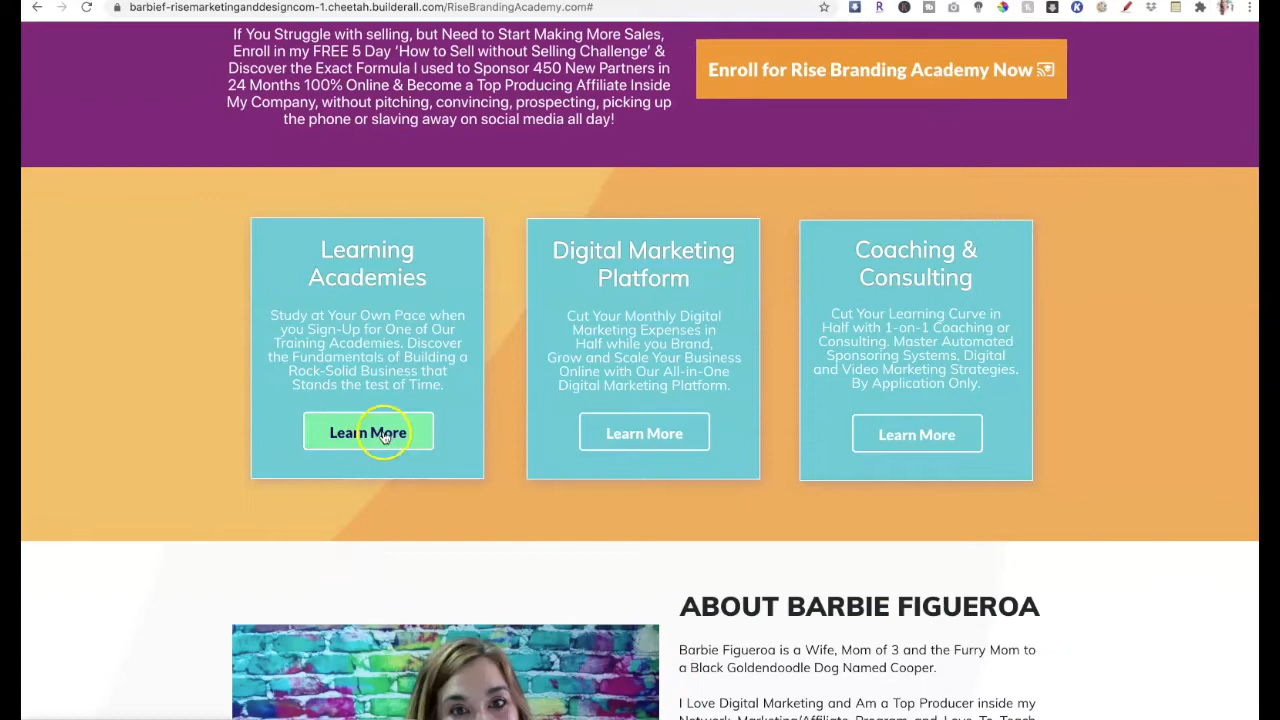 barbief-risemarketinganddesigncom-1.cheetah.builderall.com/RiseBrandingAcademy.com#
If You Struggle with selling, but Need to Start Making More Sales,
Enroll in my FREE 5 Day ‘How to Sell without Selling Challenge’ &
Discover the Exact Formula I used to Sponsor 450 New Partners in
24 Months 100% Online & Become a Top Producing Affiliate Inside
My Company, without pitching, convincing, prospecting, picking up
the phone or slaving away on social media all day!
Enroll for Rise Branding Academy Now
Learning
Academies
Study at Your Own Pace when
you Sign-Up for One of Our
Training Academies. Discover
the Fundamentals of Building a
Rock-Solid Business that
Stands the test of Time.
Learn More
Digital Marketing
Platform
Cut Your Monthly Digital
Marketing Expenses in
Half while you Brand,
Grow and Scale Your Business
Online with Our All-in-One
Digital Marketing Platform.
Learn More
Coaching &
Consulting
Cut Your Learning Curve in
Half with 1-on-1 Coaching or
Consulting. Master Automated
Sponsoring Systems, Digital
and Video Marketing Strategies.
By Application Only.
Learn More
ABOUT BARBIE FIGUEROA
Barbie Figueroa is a Wife, Mom of 3 and the Furry Mom to
a Black Goldendoodle Dog Named Cooper.
I Love Digital Marketing and Am a Top Producer inside my
Network Marketing/Affiliate Program and Love To Teach